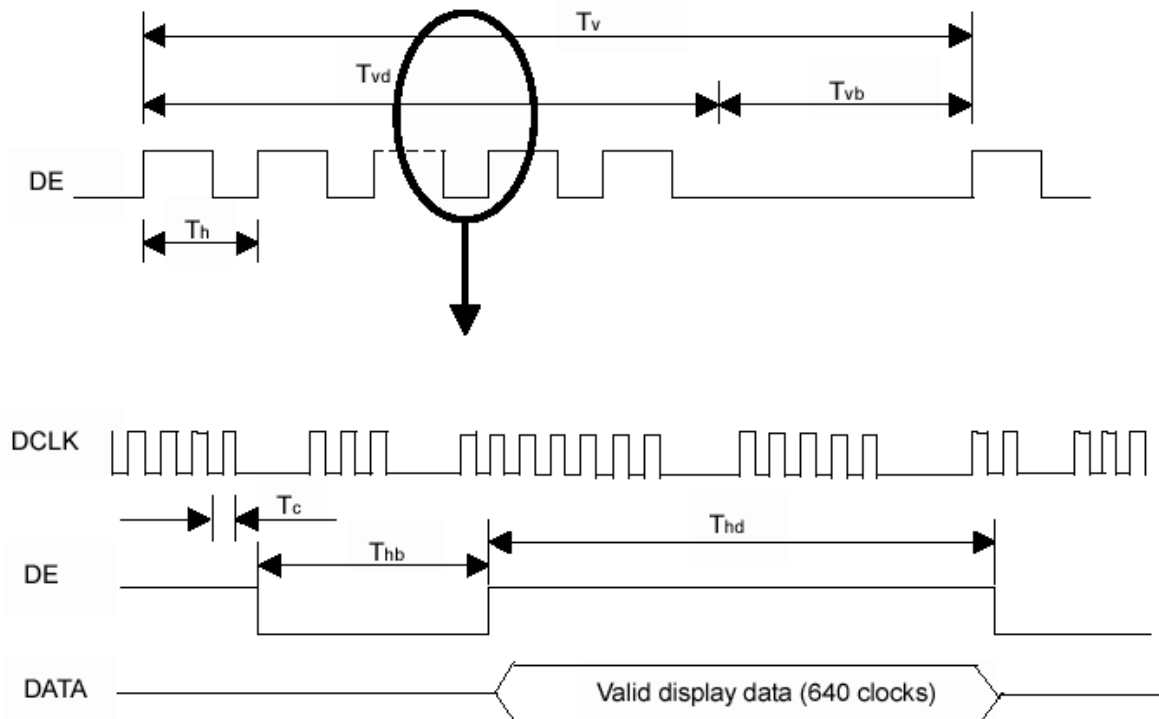 Tv
Tvd
Tvb
DE
Th
DCLK
Tc
Thd
Thb
DE
DATA
Valid display data (640 clocks)